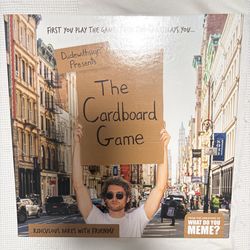 FIRST YOU PLAY THE GAME, THEN THE GAME PLAYS YOU...
Dudewithsign
Presents
The
Cardboard
Game
RIDICULOUS DARES WITH FRIENDS!
WHAT DO YOU
MEME?